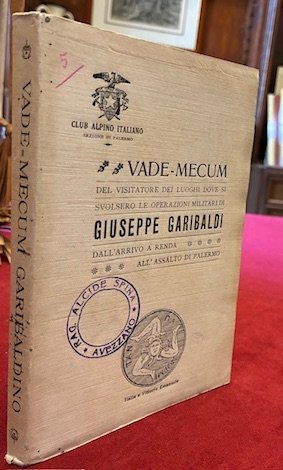 5/
CLUB ALPINO ITALIANO
SEZIONE DI PALERMO
VADE-MECUM
DEL VISITATORE DEI LUOGHI DOVE SI
SVOLSERO LE OPERAZIONI MILITARI DI
GIUSEPPE GARIBALDI
DALL'ARRIVO A RENDA
ALL'ASSALTO DI PALERMO
RAG. ALCIDE SPINA
AVEZZANO
Italia e Vittorio Emanuele
VADE-MECUM GARIBALDINO